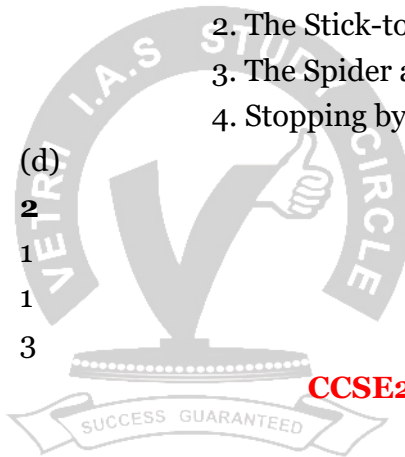 2. The Stick-to
3. The Spider a
4. Stopping by
(d)
2
1
1
3
CCSE2
VETRII I.A.S STUDY CIRCLE
SUCCESS GUARANTEED